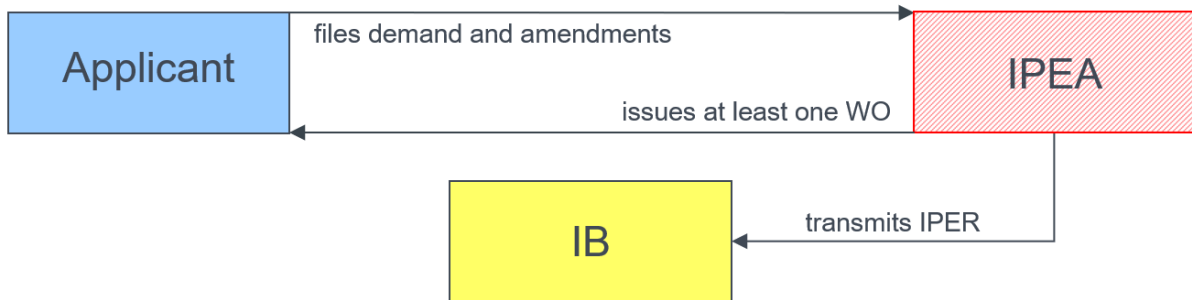 files demand and amendments
Applicant
IPEA
issues at least one WO
transmits IPER
IB